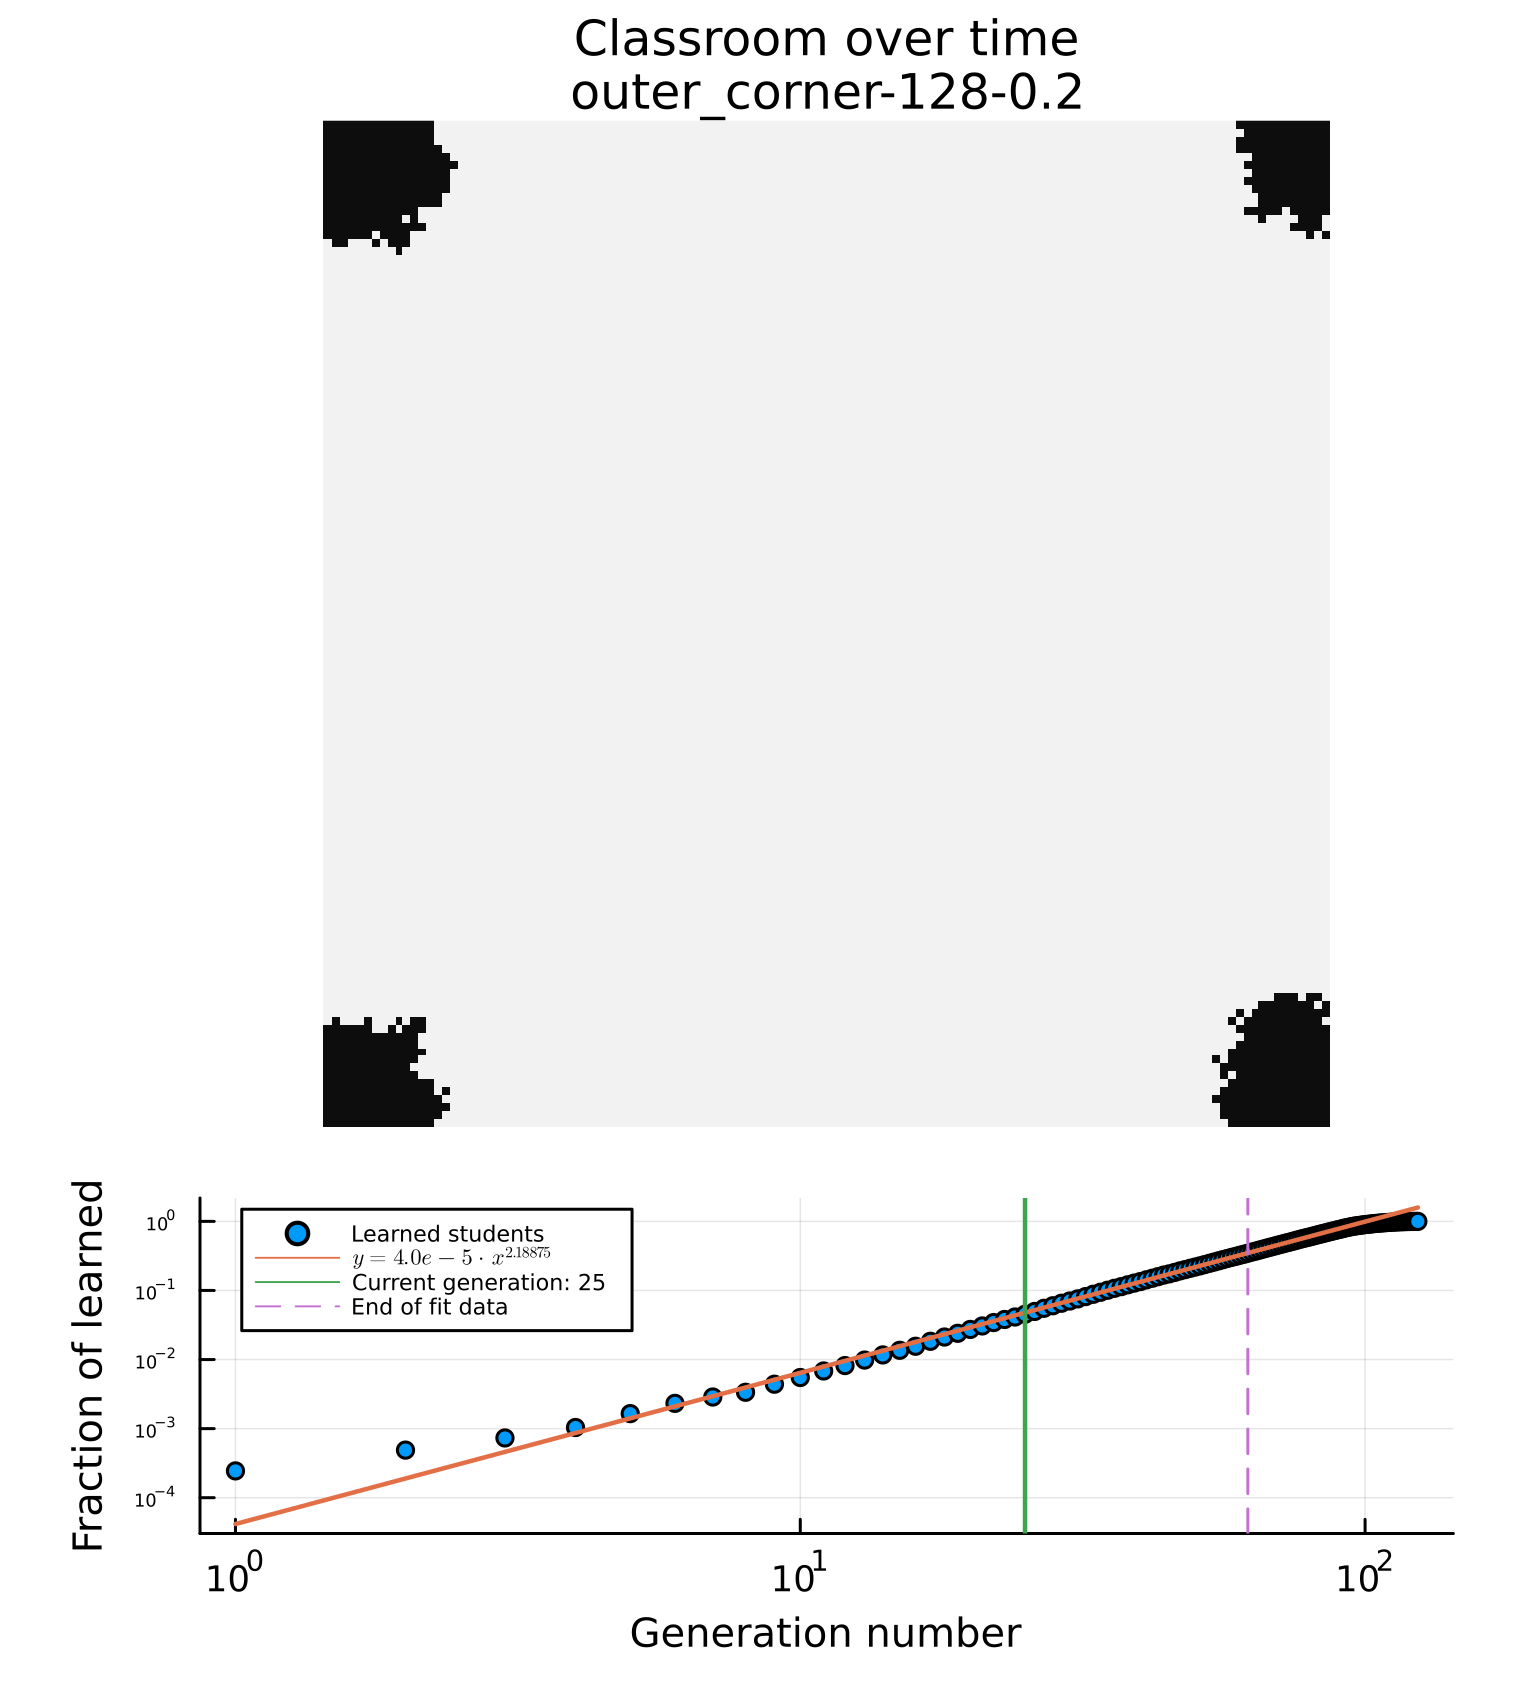 Classroom over time
outer_corner-128-0.2
Fraction of learned
10^0
10^−1
10^−2
10^−3
10^−4
Learned students
y = 4.0e − 5 · x^2.18875
Current generation: 25
End of fit data
10^0 10^1 10^2
Generation number